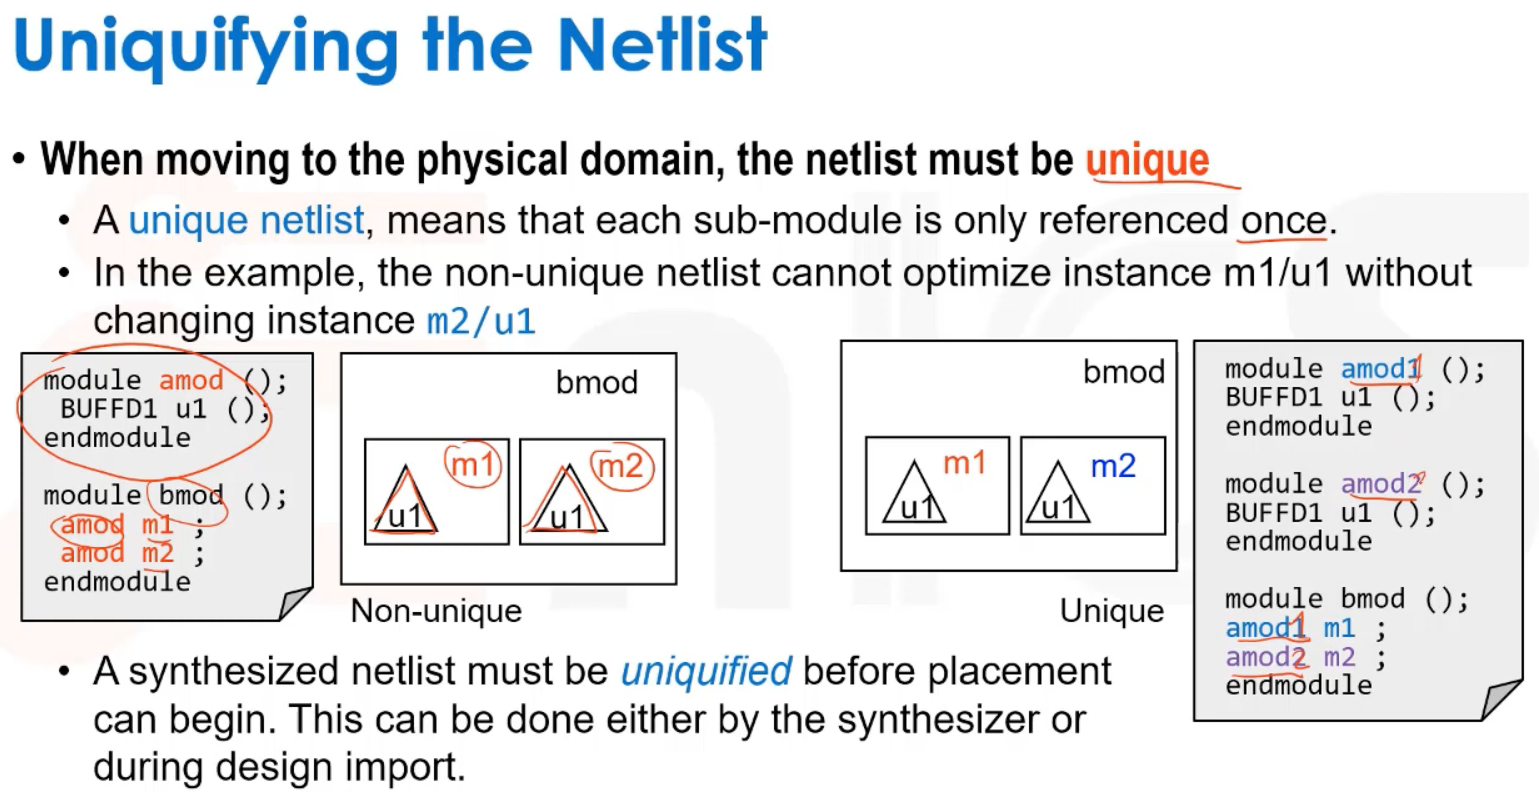 Uniquifying the Netlist
• When moving to the physical domain, the netlist must be unique
• A unique netlist, means that each sub-module is only referenced once.
• In the example, the non-unique netlist cannot optimize instance m1/u1 without
changing instance m2/u1
module amod ();
BUFFD1 u1 ();
endmodule
module bmod ();
amod m1 ;
amod m2 ;
endmodule
bmod
m1
u1
m2
u1
Non-unique
bmod
m1
u1
m2
u1
Unique
module amod1 ();
BUFFD1 u1 ();
endmodule
module amod2 ();
BUFFD1 u1 ();
endmodule
module bmod ();
amod1 m1 ;
amod2 m2 ;
endmodule
• A synthesized netlist must be uniquified before placement
can begin. This can be done either by the synthesizer or
during design import.